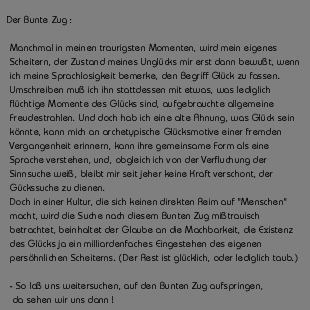 Der Bunte Zug :
Manchmal in meinen traurigsten Momenten, wird mein eigenes
Scheitern, der Zustand meines Unglücks mir erst dann bewußt, wenn
ich meine Sprachlosigkeit bemerke, den Begriff Glück zu fassen.
Umschreiben muß ich ihn stattdessen mit etwas, was lediglich
flüchtige Momente des Glücks sind, aufgebrauchte allgemeine
Freudestrahlen. Und doch hab ich eine alte Ahnung, was Glück sein
könnte, kann mich an archetypische Glücksmotive einer fremden
Vergangenheit erinnern, kann ihre gemeinsame Form als eine
Sprache verstehen, und, obgleich ich von der Verfluchung der
Sinnsuche weiß, bleibt mir seit jeher keine Kraft verschont, der
Gückssuche zu dienen.
Doch in einer Kultur, die sich keinen direkten Reim auf "Menschen"
macht, wird die Suche nach diesem Bunten Zug mißtrauisch
betrachtet, beinhaltet der Glaube an die Machbarkeit, die Existenz
des Glücks ja ein milliardenfaches Eingestehen des eigenen
persöhnlichen Scheiterns. (Der Rest ist glücklich, oder lediglich taub.)
- So laß uns weitersuchen, auf den Bunten Zug aufspringen,
da sehen wir uns dann !